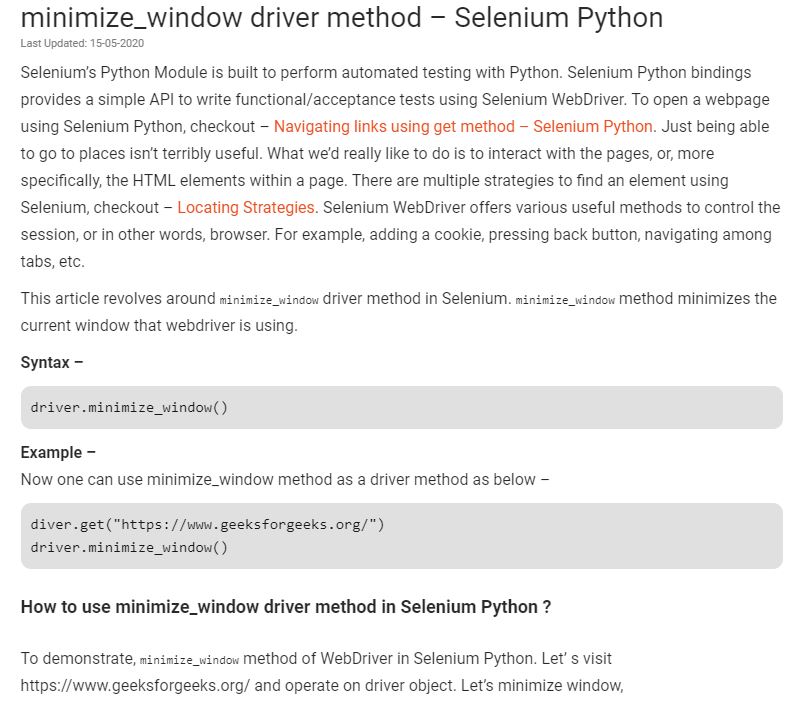 minimize_window driver method – Selenium Python
Last Updated: 15-05-2020
Selenium’s Python Module is built to perform automated testing with Python. Selenium Python bindings
provides a simple API to write functional/acceptance tests using Selenium WebDriver. To open a webpage
using Selenium Python, checkout – Navigating links using get method – Selenium Python. Just being able
to go to places isn’t terribly useful. What we’d really like to do is to interact with the pages, or, more
specifically, the HTML elements within a page. There are multiple strategies to find an element using
Selenium, checkout – Locating Strategies. Selenium WebDriver offers various useful methods to control the
session, or in other words, browser. For example, adding a cookie, pressing back button, navigating among
tabs, etc.
This article revolves around minimize_window driver method in Selenium. minimize_window method minimizes the
current window that webdriver is using.
Syntax –
driver.minimize_window()
Example –
Now one can use minimize_window method as a driver method as below –
diver.get("https://www.geeksforgeeks.org/")
driver.minimize_window()
How to use minimize_window driver method in Selenium Python ?
To demonstrate, minimize_window method of WebDriver in Selenium Python. Let’ s visit
https://www.geeksforgeeks.org/ and operate on driver object. Let’s minimize window,